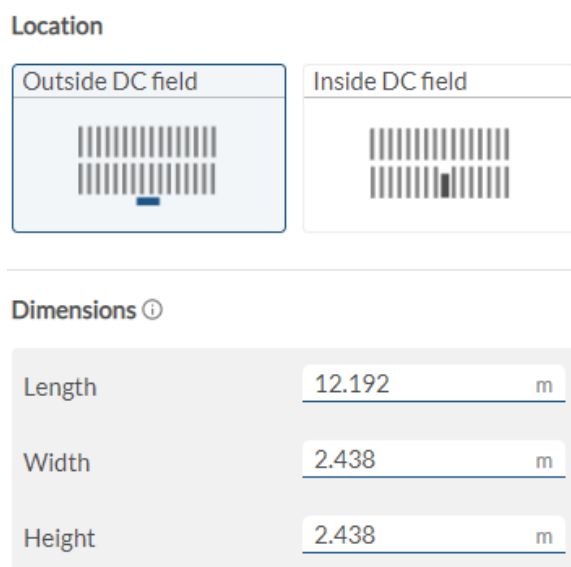 Location
Outside DC field
Inside DC field
Dimensions
Length 12.192 m
Width 2.438 m
Height 2.438 m